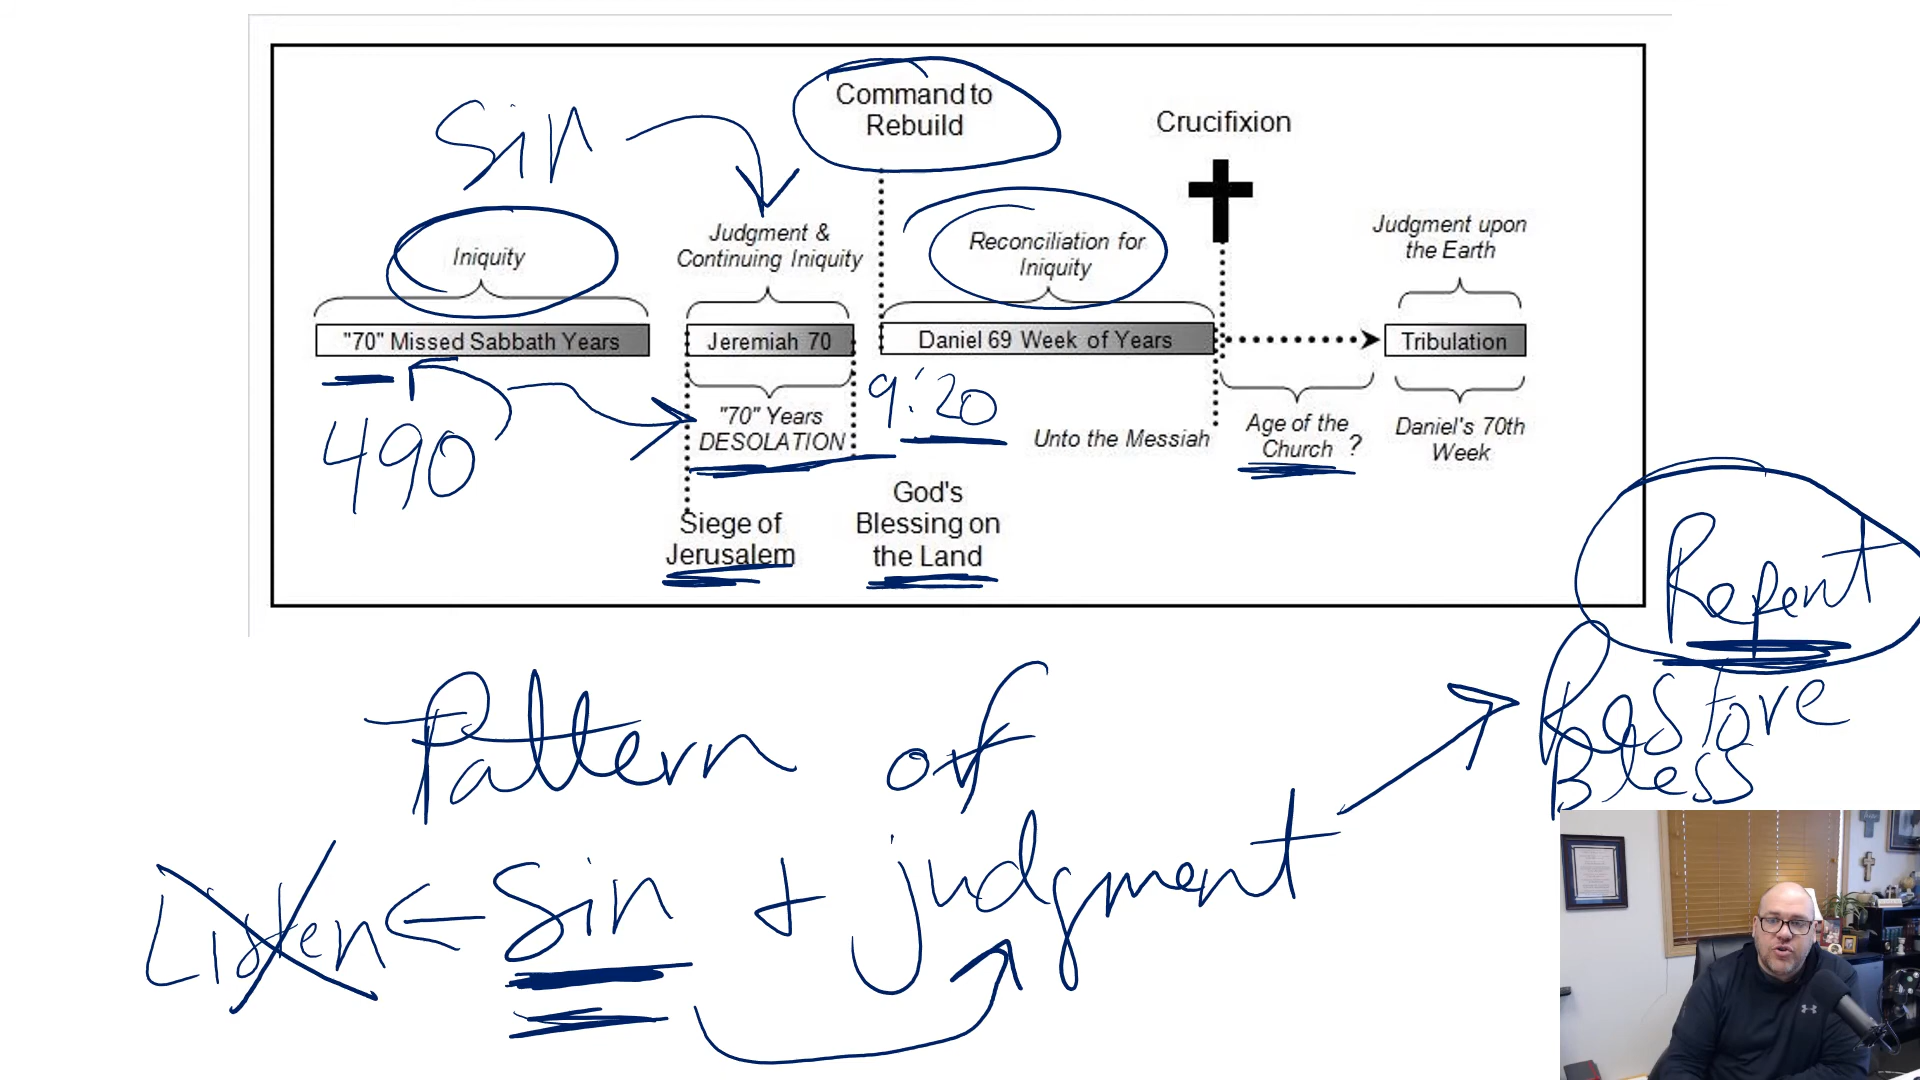 Command to
Rebuild
Crucifixion
Sin
Iniquity
Judgment &
Continuing Iniquity
Reconciliation for
Iniquity
Judgment upon
the Earth
"70" Missed Sabbath Years
Jeremiah 70
Daniel 69 Week of Years
Tribulation
490
"70" Years
DESOLATION
9:20
Unto the Messiah
Age of the
Church ?
Daniel's 70th
Week
Siege of
Jerusalem
God's
Blessing on
the Land
Repent
Restore
Bless
Pattern of
Listen ← Sin + judgment